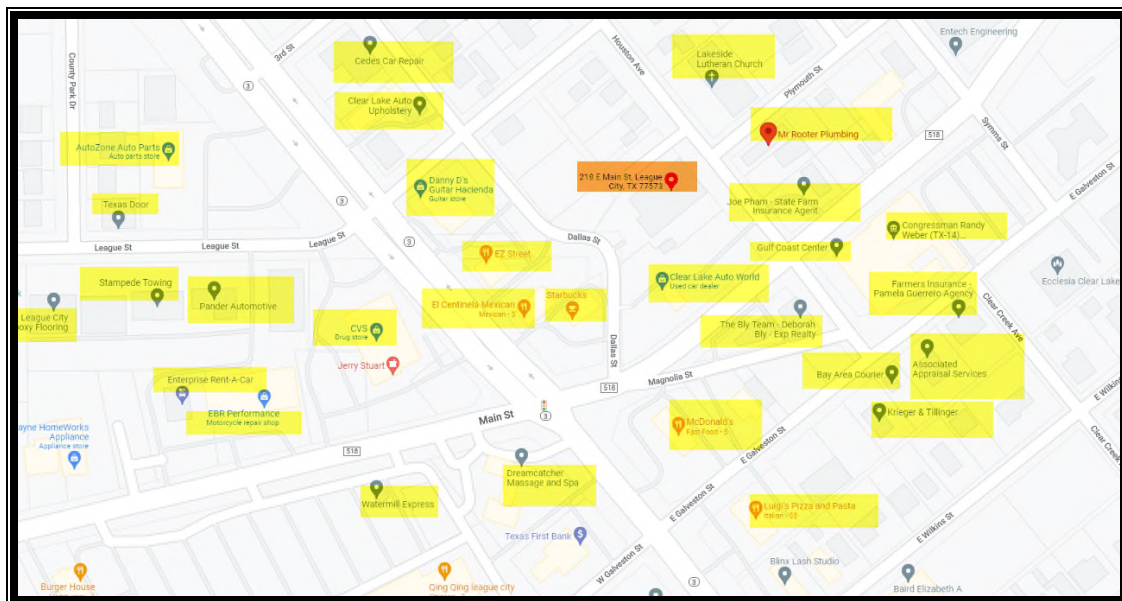 Entech Engineering
3rd St
Houston Ave
County Park Dr
Cedes Car Repair
Lakeside
Lutheran Church
Plymouth St
3
Clear Lake Auto
Upholstery
Mr Rooter Plumbing
518
Symms St
AutoZone Auto Parts
Auto parts store
Danny D's
Guitar Hacienda
Guitar store
219 E Main St, League
City, TX 77573
E Galveston St
3
Texas Door
Joe Pham - State Farm
Insurance Agent
Congressman Randy
Weber (TX-14)...
League St
League St
League St
3
Dallas St
EZ Street
Gulf Coast Center
Stampede Towing
Pander Automotive
Clear Lake Auto World
Used car dealer
Farmers Insurance -
Pamela Guerrero Agency
Ecclesia Clear Lake
League City
oxy Flooring
El Centinela Mexican
Mexican - $
Starbucks
Clear Creek Ave
CVS
Drug store
The Bly Team - Deborah
Bly - Exp Realty
Dallas St
Jerry Stuart
Magnolia St
518
Bay Area Courier
Associated
Appraisal Services
E Wilkins St
Enterprise Rent-A-Car
EBR Performance
Motorcycle repair shop
Main St
3
McDonald's
Fast Food - $
Krieger & Tillinger
Clear Creek
ayne HomeWorks
Appliance
Appliance store
518
E Galveston St
Dreamcatcher
Massage and Spa
Watermill Express
E Galveston St
Luigi's Pizza and Pasta
Italian - $$
Texas First Bank
E Wilkins St
W Galveston St
Blinx Lash Studio
Burger House
Qing Qing league city
3
Baird Elizabeth A